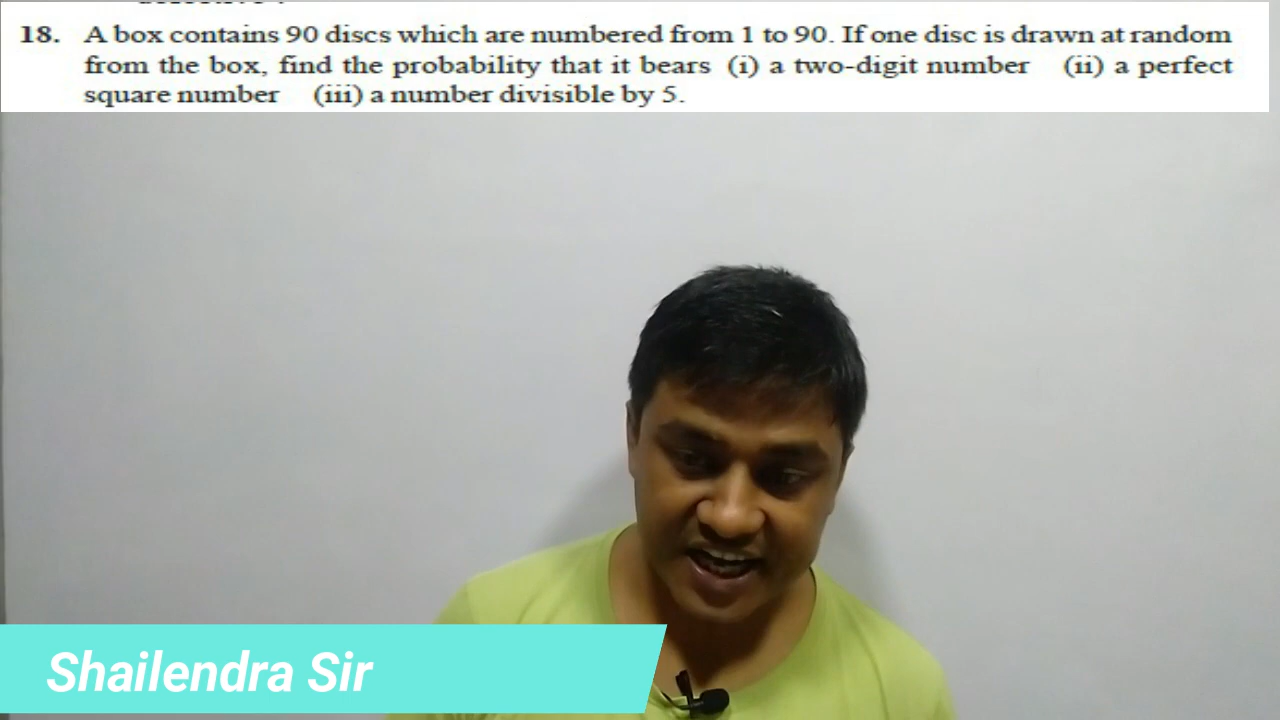 18. A box contains 90 discs which are numbered from 1 to 90. If one disc is drawn at random
from the box, find the probability that it bears (i) a two-digit number (ii) a perfect
square number (iii) a number divisible by 5.
Shailendra Sir